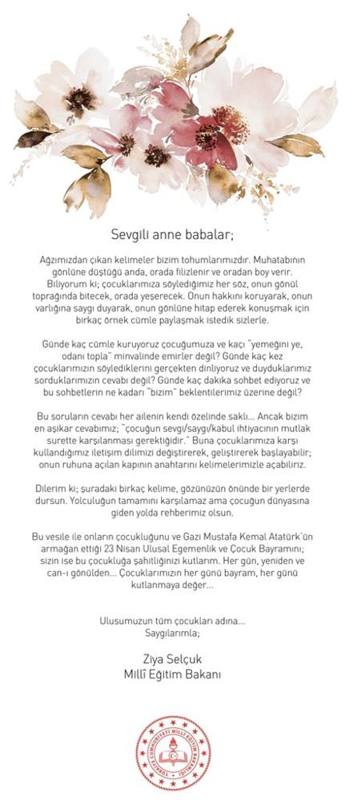 Sevgili anne babalar;
Ağzımızdan çıkan kelimeler bizim tohumlarımızdır. Muhatabının
gönlüne düştüğü anda, orada filizlenir ve oradan boy verir.
Biliyorum ki; çocuklarımıza söylediğimiz her söz, onun gönül
toprağında bitecek, orada yeşerecek. Onun hakkını koruyarak, onun
varlığına saygı duyarak, onun gönlüne hitap ederek konuşmak için
birkaç örnek cümle paylaşmak istedik sizlerle.
Günde kaç cümle kuruyoruz çocuğumuza ve kaçı "yemeğini ye,
odanı topla" minvalinde emirler değil? Günde kaç kez
çocuklarımızın söylediklerini gerçekten dinliyoruz ve duyduklarımız
sorduklarımızın cevabı değil? Günde kaç dakika sohbet ediyoruz ve
bu sohbetlerin ne kadarı "bizim" beklentilerimiz üzerine değil?
Bu soruların cevabı her ailenin kendi özelinde saklı... Ancak bizim
en aşikar cevabımız; "çocuğun sevgi/saygı/kabul ihtiyacının mutlak
surette karşılanması gerektiğidir." Buna çocuklarımıza karşı
kullandığımız iletişim dilimizi değiştirerek, geliştirerek başlayabilir;
onun ruhuna açılan kapının anahtarını kelimelerimizle açabiliriz.
Dilerim ki; şuradaki birkaç kelime, gözünüzün önünde bir yerlerde
dursun. Yolculuğun tamamını karşılamaz ama çocuğun dünyasına
giden yolda rehberimiz olsun.
Bu vesile ile onların çocukluğunu ve Gazi Mustafa Kemal Atatürk'ün
armağan ettiği 23 Nisan Ulusal Egemenlik ve Çocuk Bayramını;
sizin ise bu çocukluğa şahitliğinizi kutlarım. Her gün, yeniden ve
can-ı gönülden... Çocuklarımızın her günü bayram, her günü
kutlanmaya değer...
Ulusumuzun tüm çocukları adına...
Saygılarımla;
Ziya Selçuk
Millî Eğitim Bakanı
TÜRKİYE CUMHURİYETİ MİLLÎ EĞİTİM BAKANLIĞI